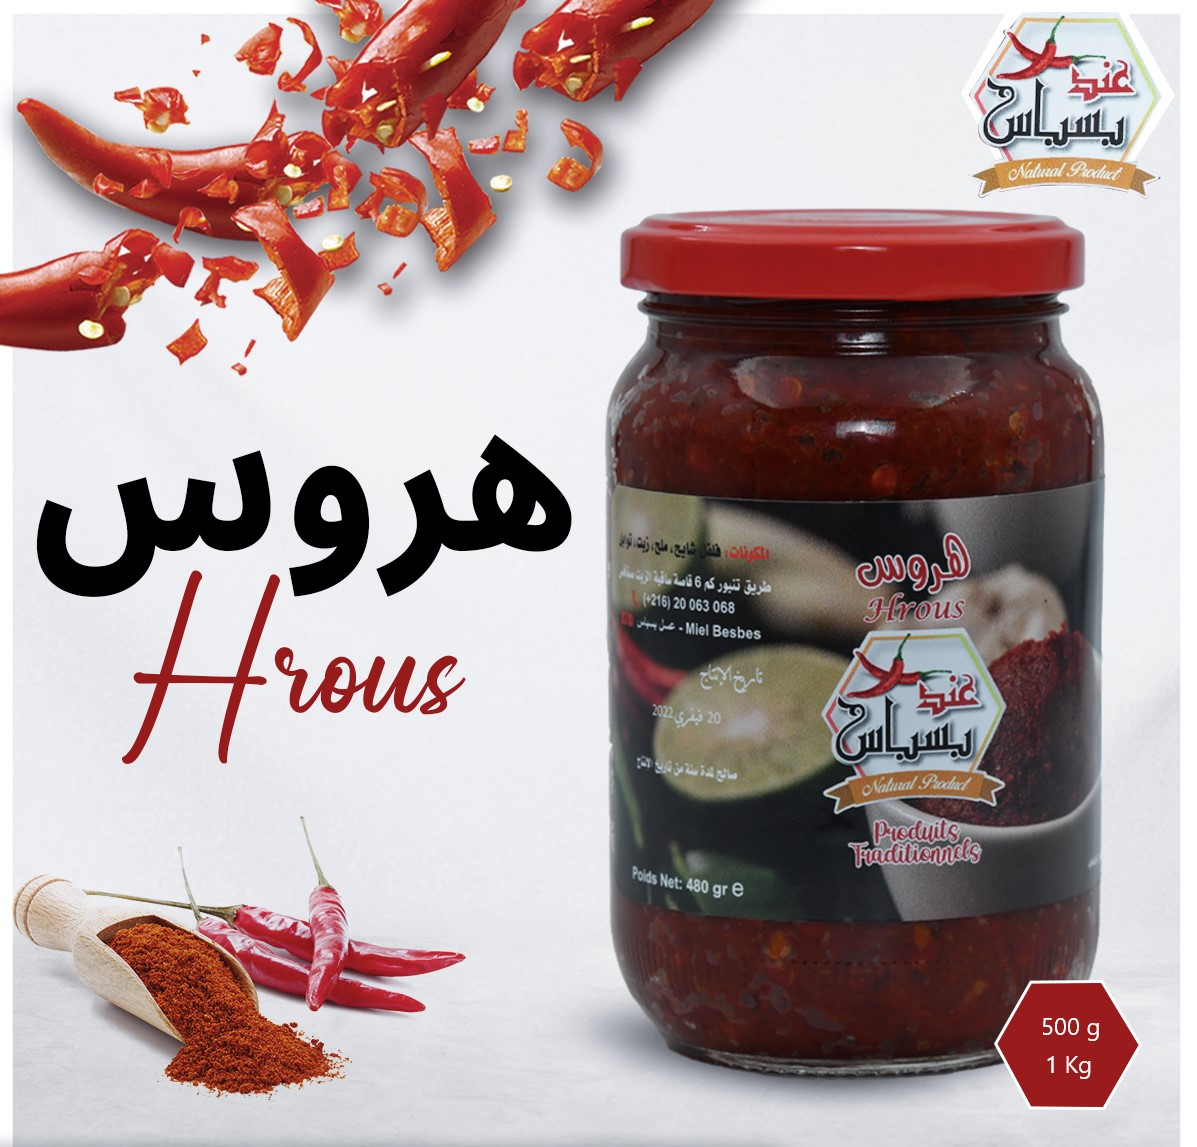 عند
بسباس
Natural Product
هروس
Hrous
المكونات: فلفل شايح، ملح، زيت، توابل
طريق تنيور كم 6 قاصة ساقية الزيت صفاقس
(+216) 20 063 068
عسل بسباس - Miel Besbes
تاريخ الإنتاج
20 فيفري 2022
صالح لمدة سنة من تاريخ الانتاج
Poids Net: 480 gr e
هروس
Hrous
عند
بسباس
Natural Product
Produits
Traditionnels
500 g
1 Kg